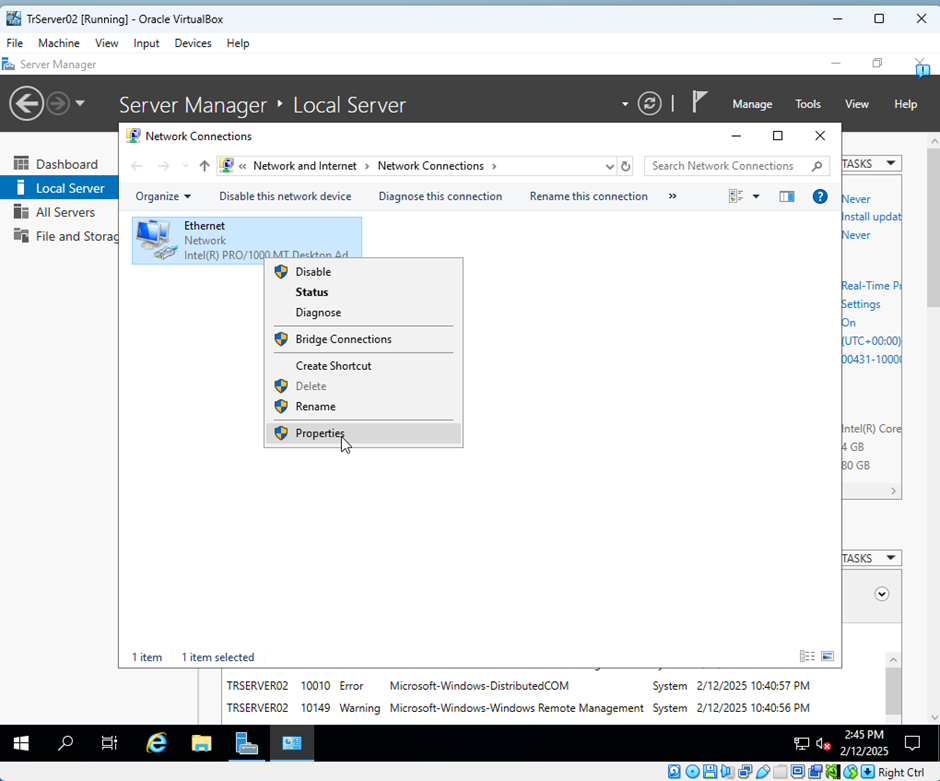 TrServer02 [Running] - Oracle VirtualBox
File Machine View Input Devices Help
Server Manager
Server Manager ‣ Local Server
Manage Tools View Help
Network Connections
« Network and Internet › Network Connections ›
Search Network Connections
Organize Disable this network device Diagnose this connection Rename this connection »
Dashboard
Local Server
All Servers
File and Storag
Ethernet
Network
Intel(R) PRO/1000 MT Desktop Ad
Disable
Status
Diagnose
Bridge Connections
Create Shortcut
Delete
Rename
Properties
TASKS
Never
Install updat
Never
Real-Time Pr
Settings
On
(UTC+00:00)
00431-10000
Intel(R) Core
4 GB
80 GB
TASKS
1 item 1 item selected
TRSERVER02 10010 Error Microsoft-Windows-DistributedCOM System 2/12/2025 10:40:57 PM
TRSERVER02 10149 Warning Microsoft-Windows-Windows Remote Management System 2/12/2025 10:40:56 PM
2:45 PM
2/12/2025
Right Ctrl